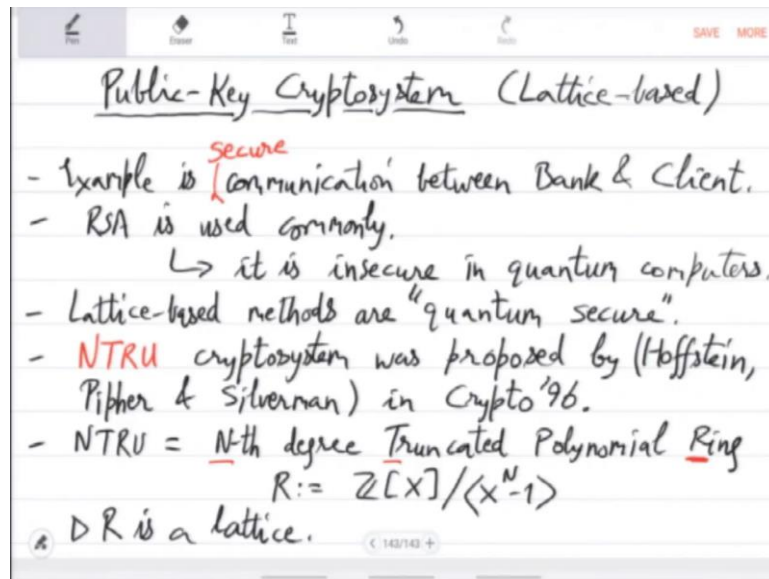 Pen Eraser Text Undo Redo SAVE MORE
Public-Key Cryptosystem (Lattice-based)
secure
- Example is communication between Bank & Client.
- RSA is used commonly.
↳ it is insecure in quantum computers.
- Lattice-based methods are "quantum secure".
- NTRU cryptosystem was proposed by (Hoffstein,
Pipher & Silverman) in Crypto'96.
- NTRU = N-th degree Truncated Polynomial Ring
R := ℤ[X]/⟨X^N-1⟩
▷ R is a lattice.
< 143/143 +